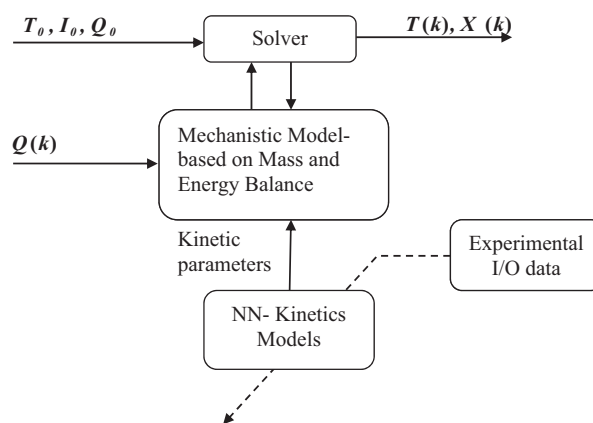 T₀, I₀, Q₀
Solver
T(k), X (k)
Mechanistic Model-
based on Mass and
Energy Balance
Q(k)
Kinetic
parameters
Experimental
I/O data
NN- Kinetics
Models